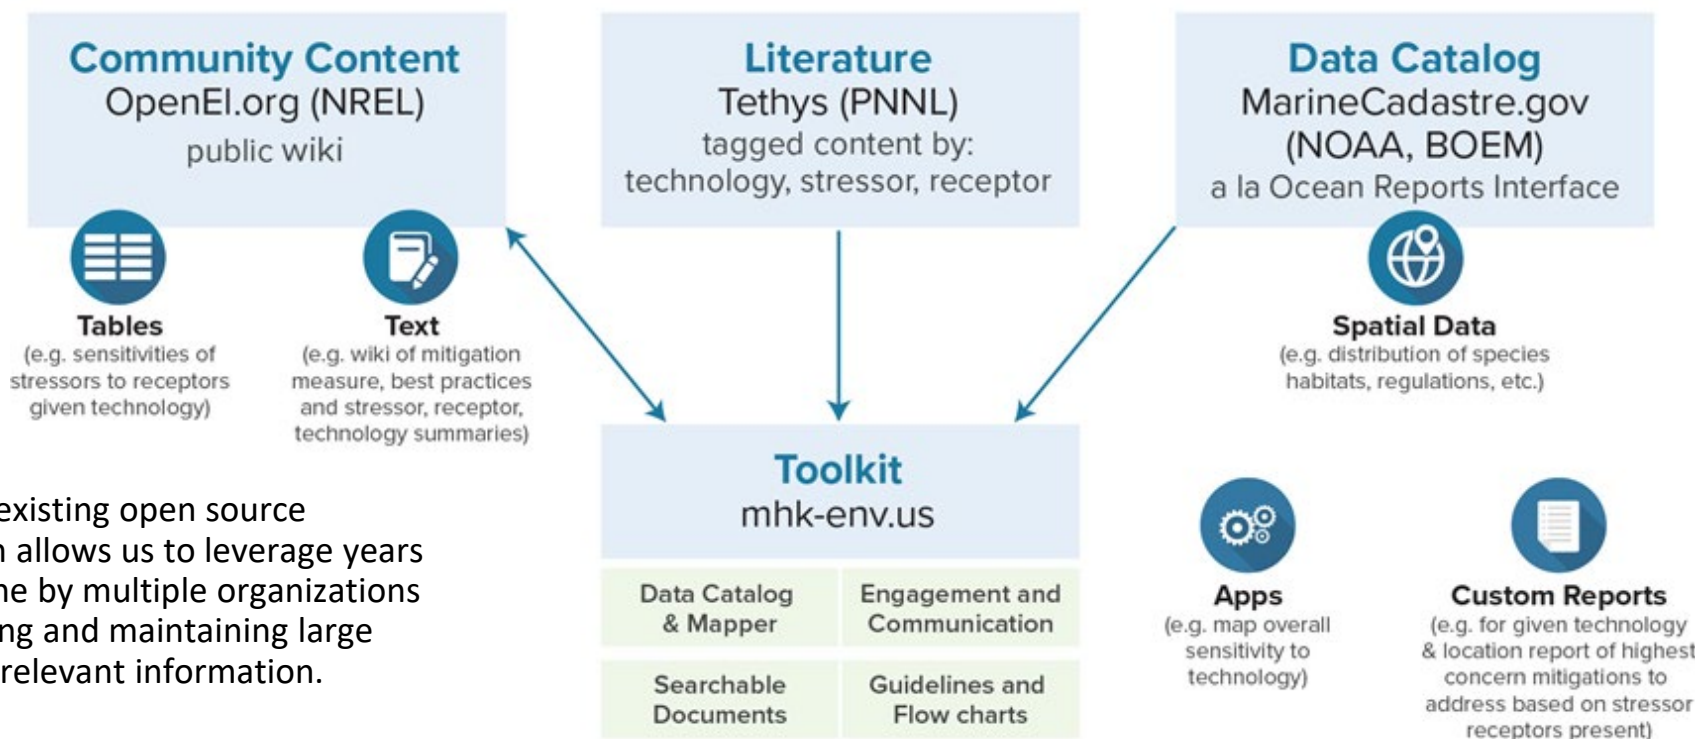 Community Content
OpenEI.org (NREL)
public wiki
Literature
Tethys (PNNL)
tagged content by:
technology, stressor, receptor
Data Catalog
MarineCadastre.gov
(NOAA, BOEM)
a la Ocean Reports Interface
Tables
(e.g. sensitivities of
stressors to receptors
given technology)
Text
(e.g. wiki of mitigation
measure, best practices
and stressor, receptor,
technology summaries)
Spatial Data
(e.g. distribution of species
habitats, regulations, etc.)
existing open source
allows us to leverage years
by multiple organizations
and maintaining large
relevant information.
Toolkit
mhk-env.us
Data Catalog
& Mapper
Engagement and
Communication
Searchable
Documents
Guidelines and
Flow charts
Apps
(e.g. map overall
sensitivity to
technology)
Custom Reports
(e.g. for given technology
& location report of highest
concern mitigations to
address based on stressor
receptors present)